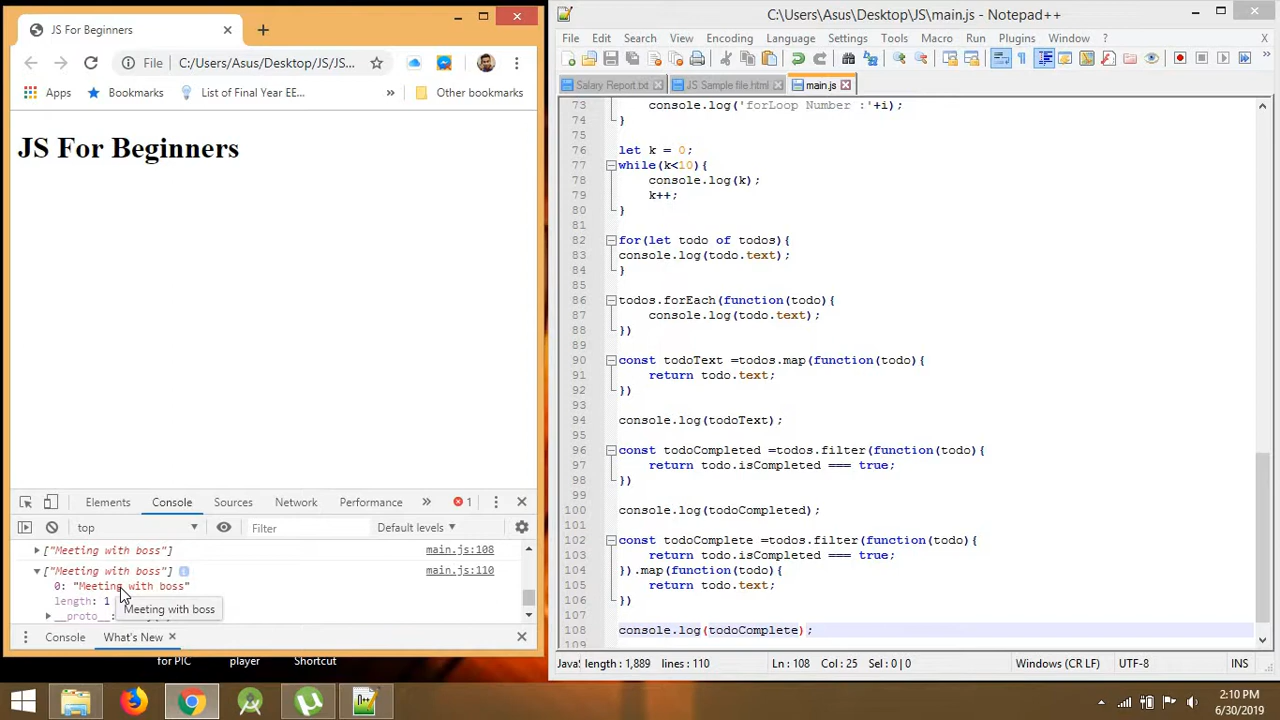 JS For Beginners
File
C:/Users/Asus/Desktop/JS/JS...
Apps
Bookmarks
List of Final Year EE...
»
Other bookmarks
JS For Beginners
Elements
Console
Sources
Network
Performance
»
1
top
Filter
Default levels
["Meeting with boss"]
main.js:108
["Meeting with boss"]
main.js:110
0: "Meeting with boss"
length: 1
Meeting with boss
__proto__:
Console
What's New
C:\Users\Asus\Desktop\JS\main.js - Notepad++
File Edit Search View Encoding Language Settings Tools Macro Run Plugins Window ?
Salary Report.txt
JS Sample file.html
main.js
73 console.log('forLoop Number :'+i);
74 }
75
76 let k = 0;
77 while(k<10){
78 console.log(k);
79 k++;
80 }
81
82 for(let todo of todos){
83 console.log(todo.text);
84 }
85
86 todos.forEach(function(todo){
87 console.log(todo.text);
88 })
89
90 const todoText =todos.map(function(todo){
91 return todo.text;
92 })
93
94 console.log(todoText);
95
96 const todoCompleted =todos.filter(function(todo){
97 return todo.isCompleted === true;
98 })
99
100 console.log(todoCompleted);
101
102 const todoComplete =todos.filter(function(todo){
103 return todo.isCompleted === true;
104 }).map(function(todo){
105 return todo.text;
106 })
107
108 console.log(todoComplete);
109
Java length : 1,889 lines : 110
Ln : 108 Col : 25 Sel : 0 | 0
Windows (CR LF)
UTF-8
INS
for PIC
player
Shortcut
2:10 PM
6/30/2019